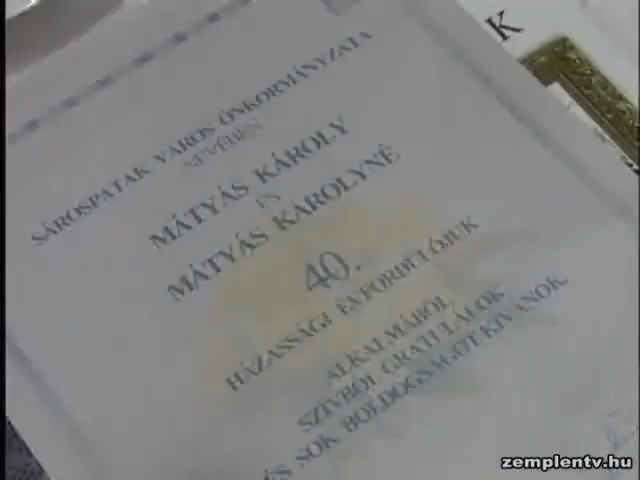 K
SÁROSPATAK VÁROS ÖNKORMÁNYZATA
NEVÉBEN
MÁTYÁS KÁROLY
ÉS
MÁTYÁS KÁROLYNÉ
40.
HÁZASSÁGI ÉVFORDULÓJUK
ALKALMÁBÓL
SZÍVBŐL GRATULÁLOK
ÉS SOK BOLDOGSÁGOT KÍVÁNOK
zemplentv.hu